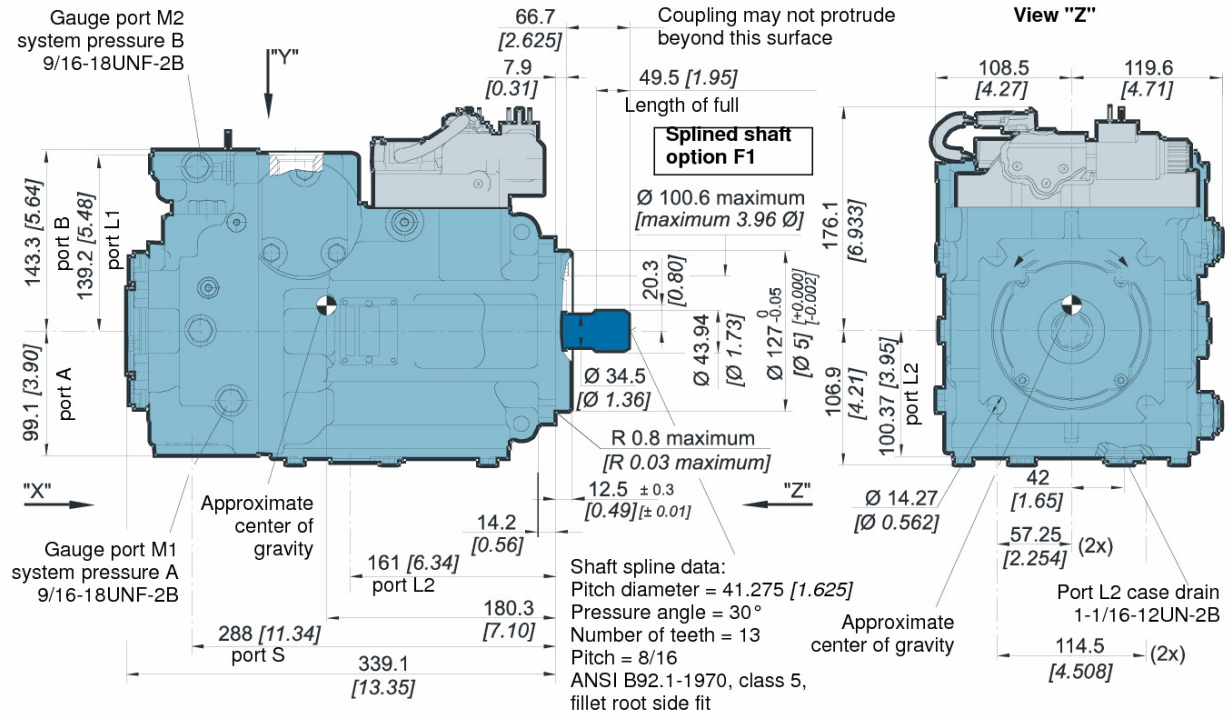 Gauge port M2
system pressure B
9/16-18UNF-2B
"Y"
66.7
[2.625]
Coupling may not protrude
beyond this surface
7.9
[0.31]
49.5 [1.95]
Length of full
Splined shaft
option F1
Ø 100.6 maximum
[maximum 3.96 Ø]
143.3 [5.64]
port B
139.2 [5.48]
port L1
99.1 [3.90]
port A
20.3
[0.80]
Ø 43.94
[Ø 1.73]
Ø 127 0 -0.05
[Ø 5] [+0.000] [-0.002]
Ø 34.5
[Ø 1.36]
R 0.8 maximum
[R 0.03 maximum]
12.5 ± 0.3
[0.49] [± 0.01]
"X"
"Z"
Approximate
center of
gravity
14.2
[0.56]
Gauge port M1
system pressure A
9/16-18UNF-2B
161 [6.34]
port L2
180.3
[7.10]
288 [11.34]
port S
339.1
[13.35]
Shaft spline data:
Pitch diameter = 41.275 [1.625]
Pressure angle = 30°
Number of teeth = 13
Pitch = 8/16
ANSI B92.1-1970, class 5,
fillet root side fit
View "Z"
108.5
[4.27]
119.6
[4.71]
176.1
[6.933]
106.9
[4.21]
100.37 [3.95]
port L2
42
[1.65]
Ø 14.27
[Ø 0.562]
57.25
[2.254]
(2x)
Port L2 case drain
1-1/16-12UN-2B
Approximate
center of gravity
114.5
[4.508]
(2x)